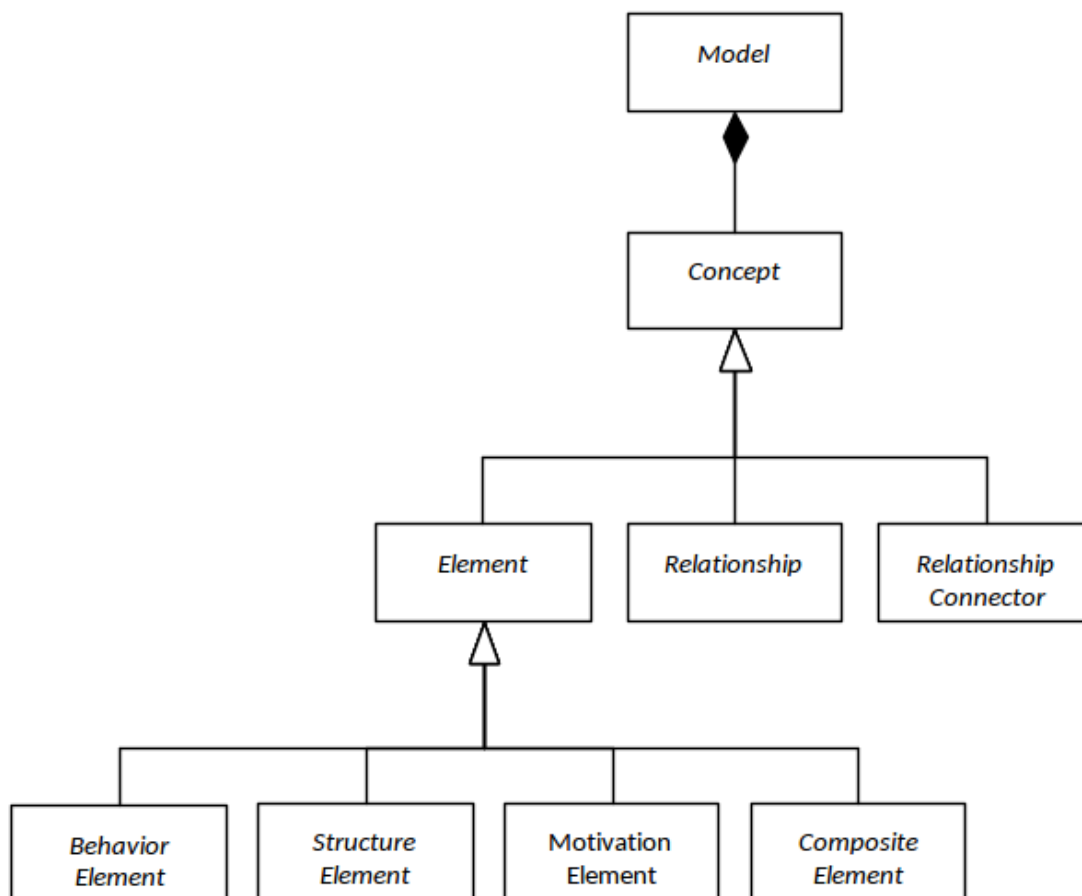 Model
Concept
Element
Relationship
Relationship
Connector
Behavior
Element
Structure
Element
Motivation
Element
Composite
Element